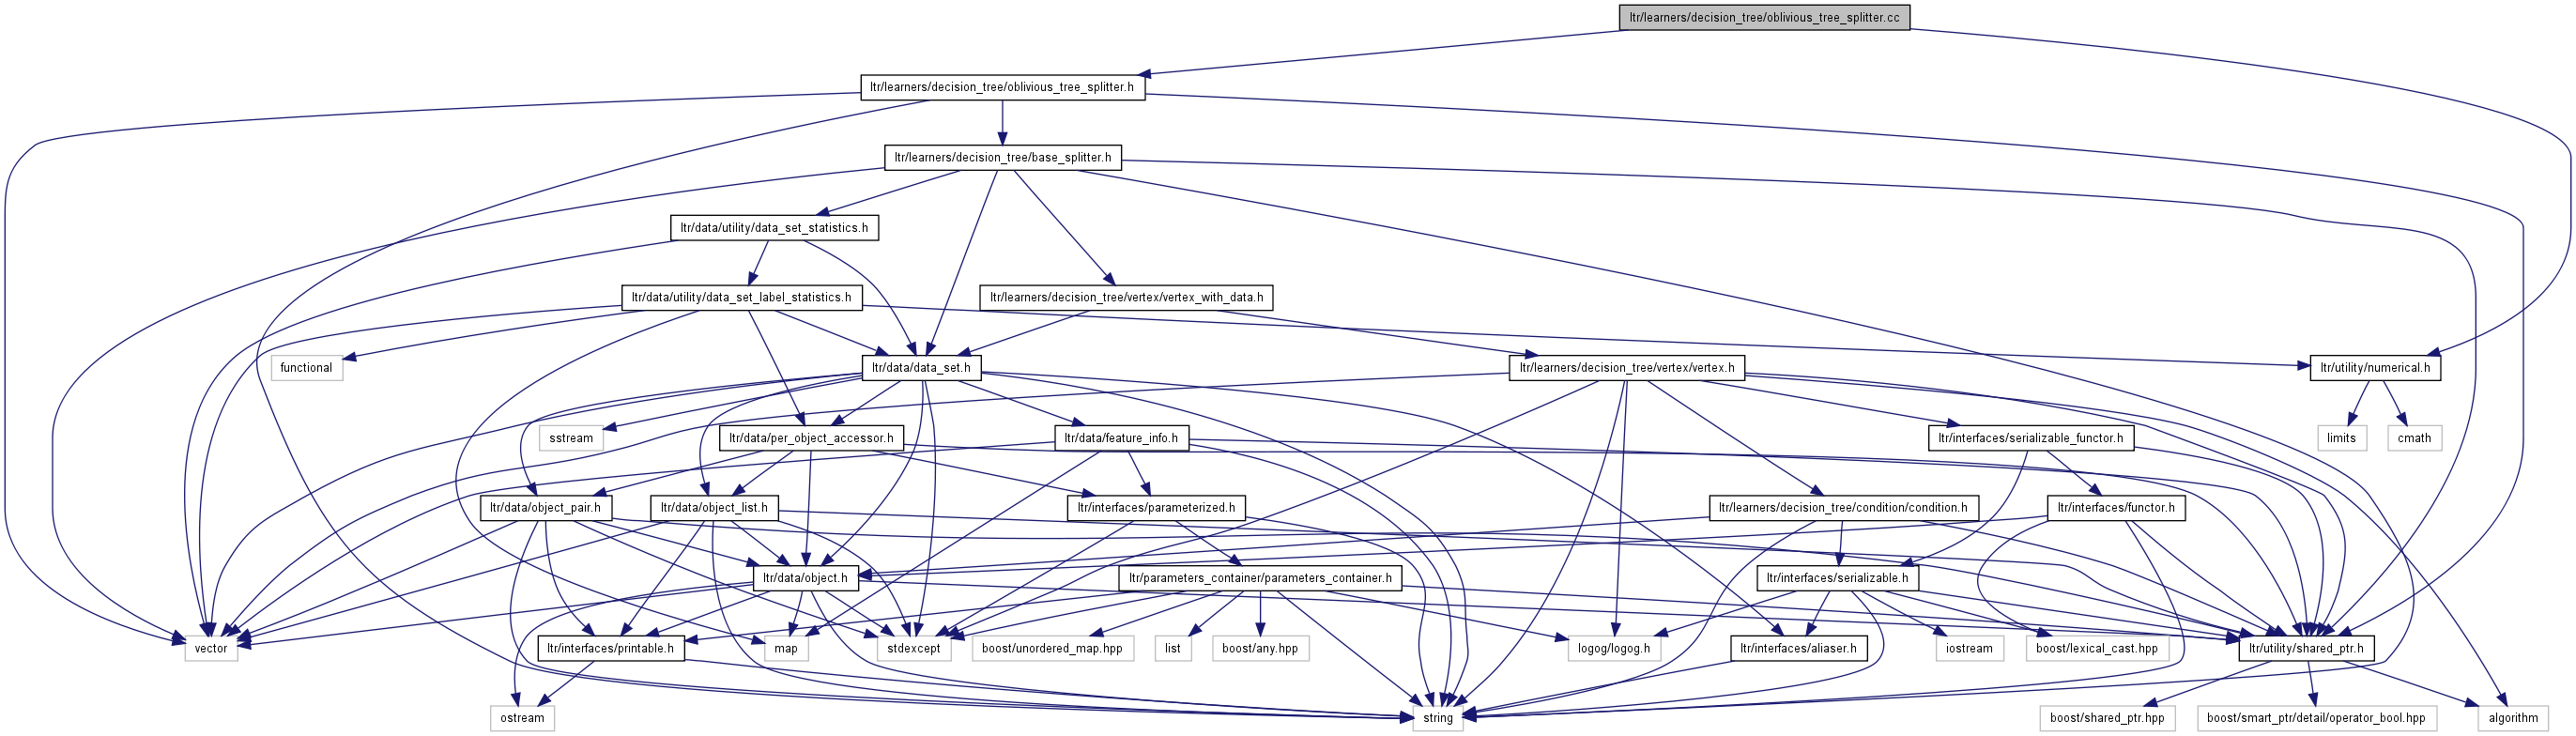 ltr/learners/decision_tree/oblivious_tree_splitter.cc
ltr/learners/decision_tree/oblivious_tree_splitter.h
ltr/learners/decision_tree/base_splitter.h
ltr/data/utility/data_set_statistics.h
ltr/data/utility/data_set_label_statistics.h
ltr/learners/decision_tree/vertex/vertex_with_data.h
functional
ltr/data/data_set.h
ltr/learners/decision_tree/vertex/vertex.h
ltr/utility/numerical.h
sstream
ltr/data/per_object_accessor.h
ltr/data/feature_info.h
ltr/interfaces/serializable_functor.h
limits
cmath
ltr/data/object_pair.h
ltr/data/object_list.h
ltr/interfaces/parameterized.h
ltr/learners/decision_tree/condition/condition.h
ltr/interfaces/functor.h
ltr/data/object.h
ltr/parameters_container/parameters_container.h
ltr/interfaces/serializable.h
vector
ltr/interfaces/printable.h
map
stdexcept
boost/unordered_map.hpp
list
boost/any.hpp
logog/logog.h
ltr/interfaces/aliaser.h
iostream
boost/lexical_cast.hpp
ltr/utility/shared_ptr.h
ostream
string
boost/shared_ptr.hpp
boost/smart_ptr/detail/operator_bool.hpp
algorithm